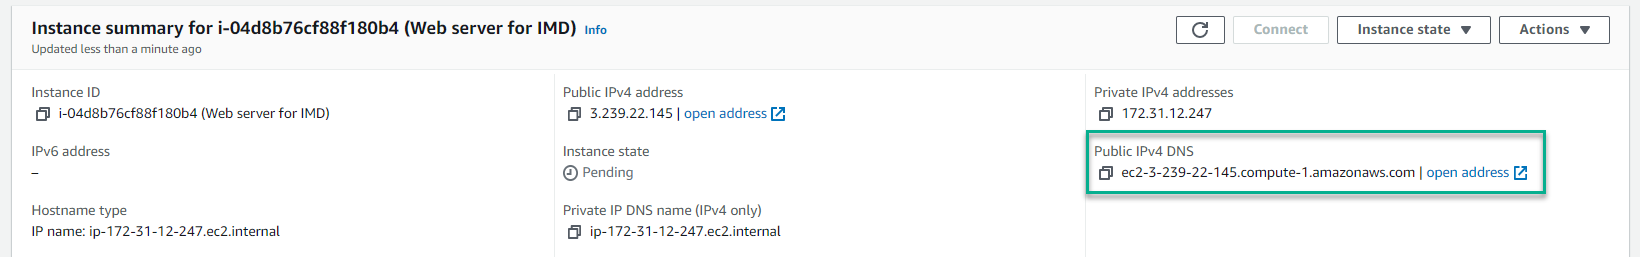 Instance summary for i-04d8b76cf88f180b4 (Web server for IMD) Info
Updated less than a minute ago
Connect
Instance state
Actions
Instance ID
i-04d8b76cf88f180b4 (Web server for IMD)
Public IPv4 address
3.239.22.145 | open address
Private IPv4 addresses
172.31.12.247
IPv6 address
–
Instance state
Pending
Public IPv4 DNS
ec2-3-239-22-145.compute-1.amazonaws.com | open address
Hostname type
IP name: ip-172-31-12-247.ec2.internal
Private IP DNS name (IPv4 only)
ip-172-31-12-247.ec2.internal